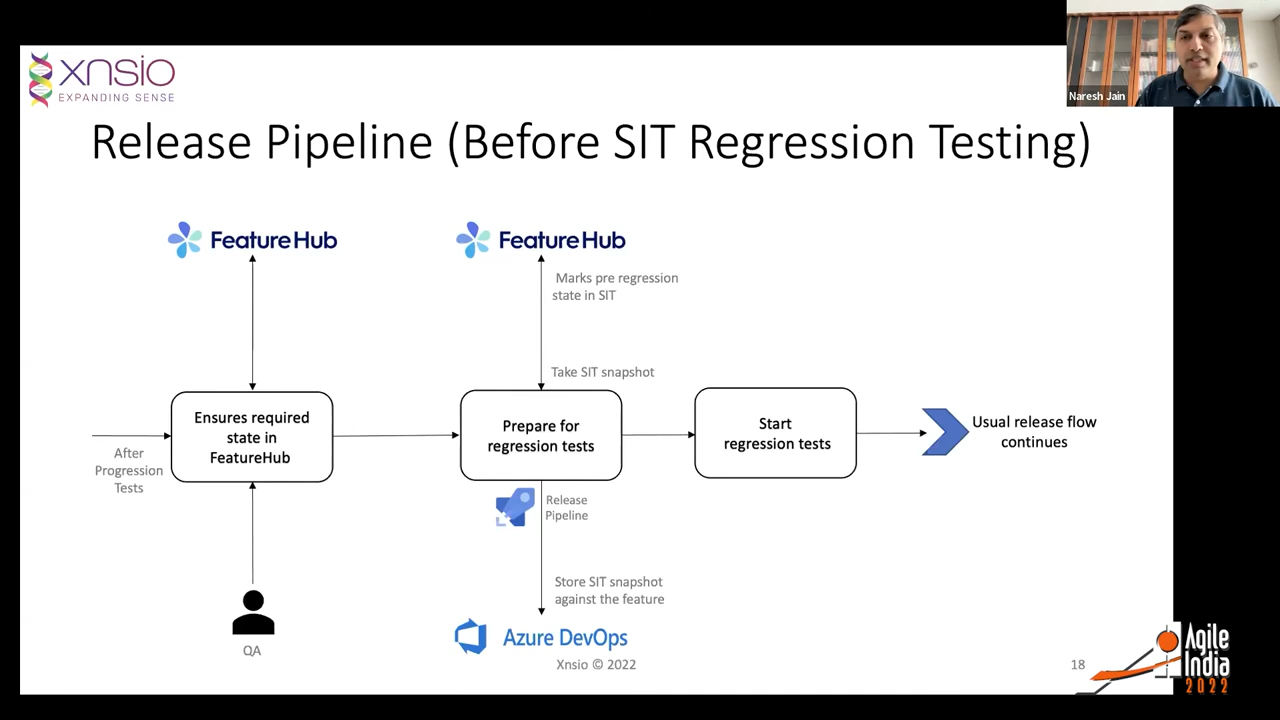 xnsio
EXPANDING SENSE
Naresh Jain
Release Pipeline (Before SIT Regression Testing)
FeatureHub
FeatureHub
Marks pre regression
state in SIT
Take SIT snapshot
After
Progression
Tests
Ensures required
state in
FeatureHub
Prepare for
regression tests
Start
regression tests
Usual release flow
continues
Release
Pipeline
Store SIT snapshot
against the feature
QA
Azure DevOps
Xnsio © 2022
18
Agile
India
2022